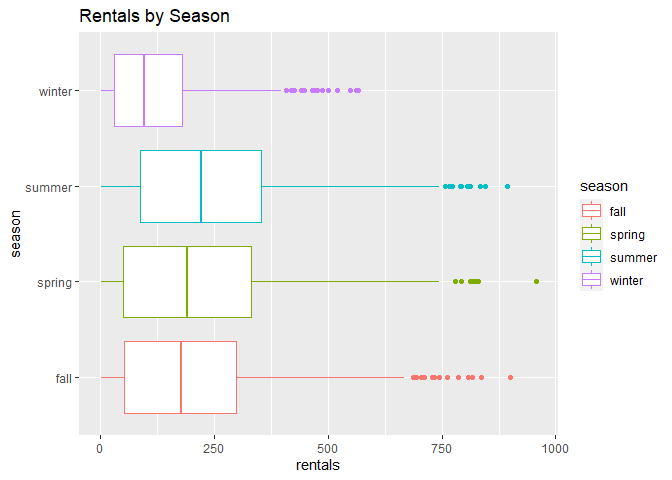 Rentals by Season
season
winter
summer
spring
fall
0
250
500
750
1000
rentals
season
fall
spring
summer
winter